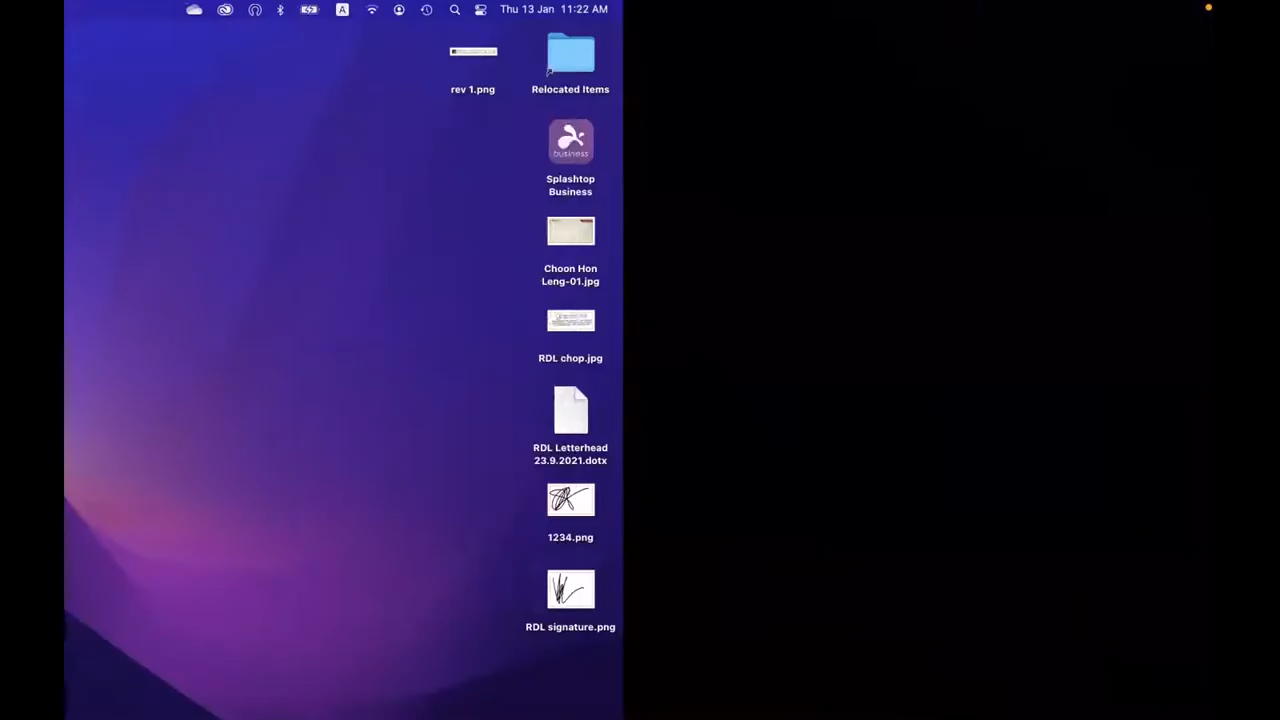 A
Thu 13 Jan 11:22 AM
rev 1.png
Relocated Items
business
Splashtop
Business
Choon Hon
Leng-01.jpg
RDL chop.jpg
RDL Letterhead
23.9.2021.dotx
1234.png
RDL signature.png